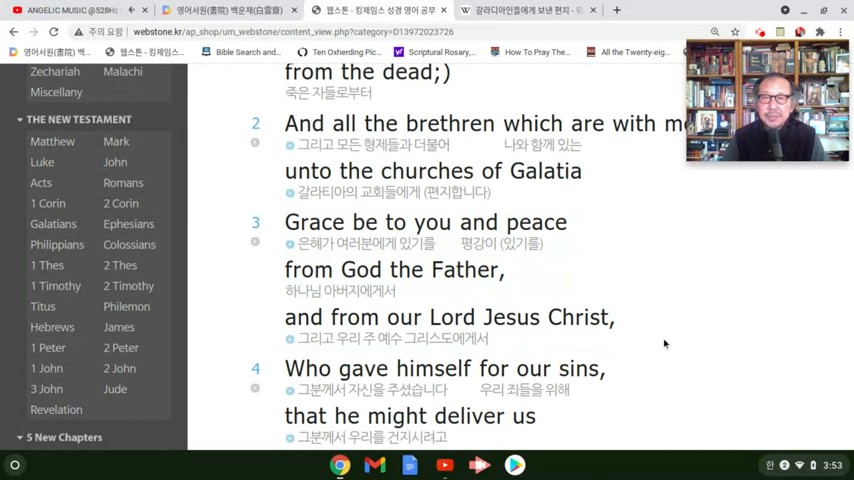 ANGELIC MUSIC @528Hz
영어서원(書院) 백운재(白雲齋)
웹스톤 - 킹제임스 성경 영어 공부
갈라디아인들에게 보낸 편지 - 위
주의 요함
webstone.kr/ap_shop/um_webstone/content_view.php?category=D13972023726
영어서원(書院) 백운재(白...
웹스톤 - 킹제임스...
Ten Oxherding Pic...
Scriptural Rosary,...
How To Pray The...
All the Twenty-eig...
Zechariah Malachi
Miscellany
THE NEW TESTAMENT
Matthew Mark
Luke John
Acts Romans
1 Corin 2 Corin
Galatians Ephesians
Philippians Colossians
1 Thes 2 Thes
1 Timothy 2 Timothy
Titus Philemon
Hebrews James
1 Peter 2 Peter
1 John 2 John
3 John Jude
Revelation
5 New Chapters
from the dead;)
죽은 자들로부터
2 And all the brethren which are with m
그리고 모든 형제들과 더불어 나와 함께 있는
unto the churches of Galatia
갈라티아의 교회들에게 (편지합니다)
3 Grace be to you and peace
은혜가 여러분에게 있기를 평강이 (있기를)
from God the Father,
하나님 아버지에게서
and from our Lord Jesus Christ,
그리고 우리 주 예수 그리스도에게서
4 Who gave himself for our sins,
그분께서 자신을 주셨습니다 우리 죄들을 위해
that he might deliver us
그분께서 우리를 건지시려고
한 2 3:53